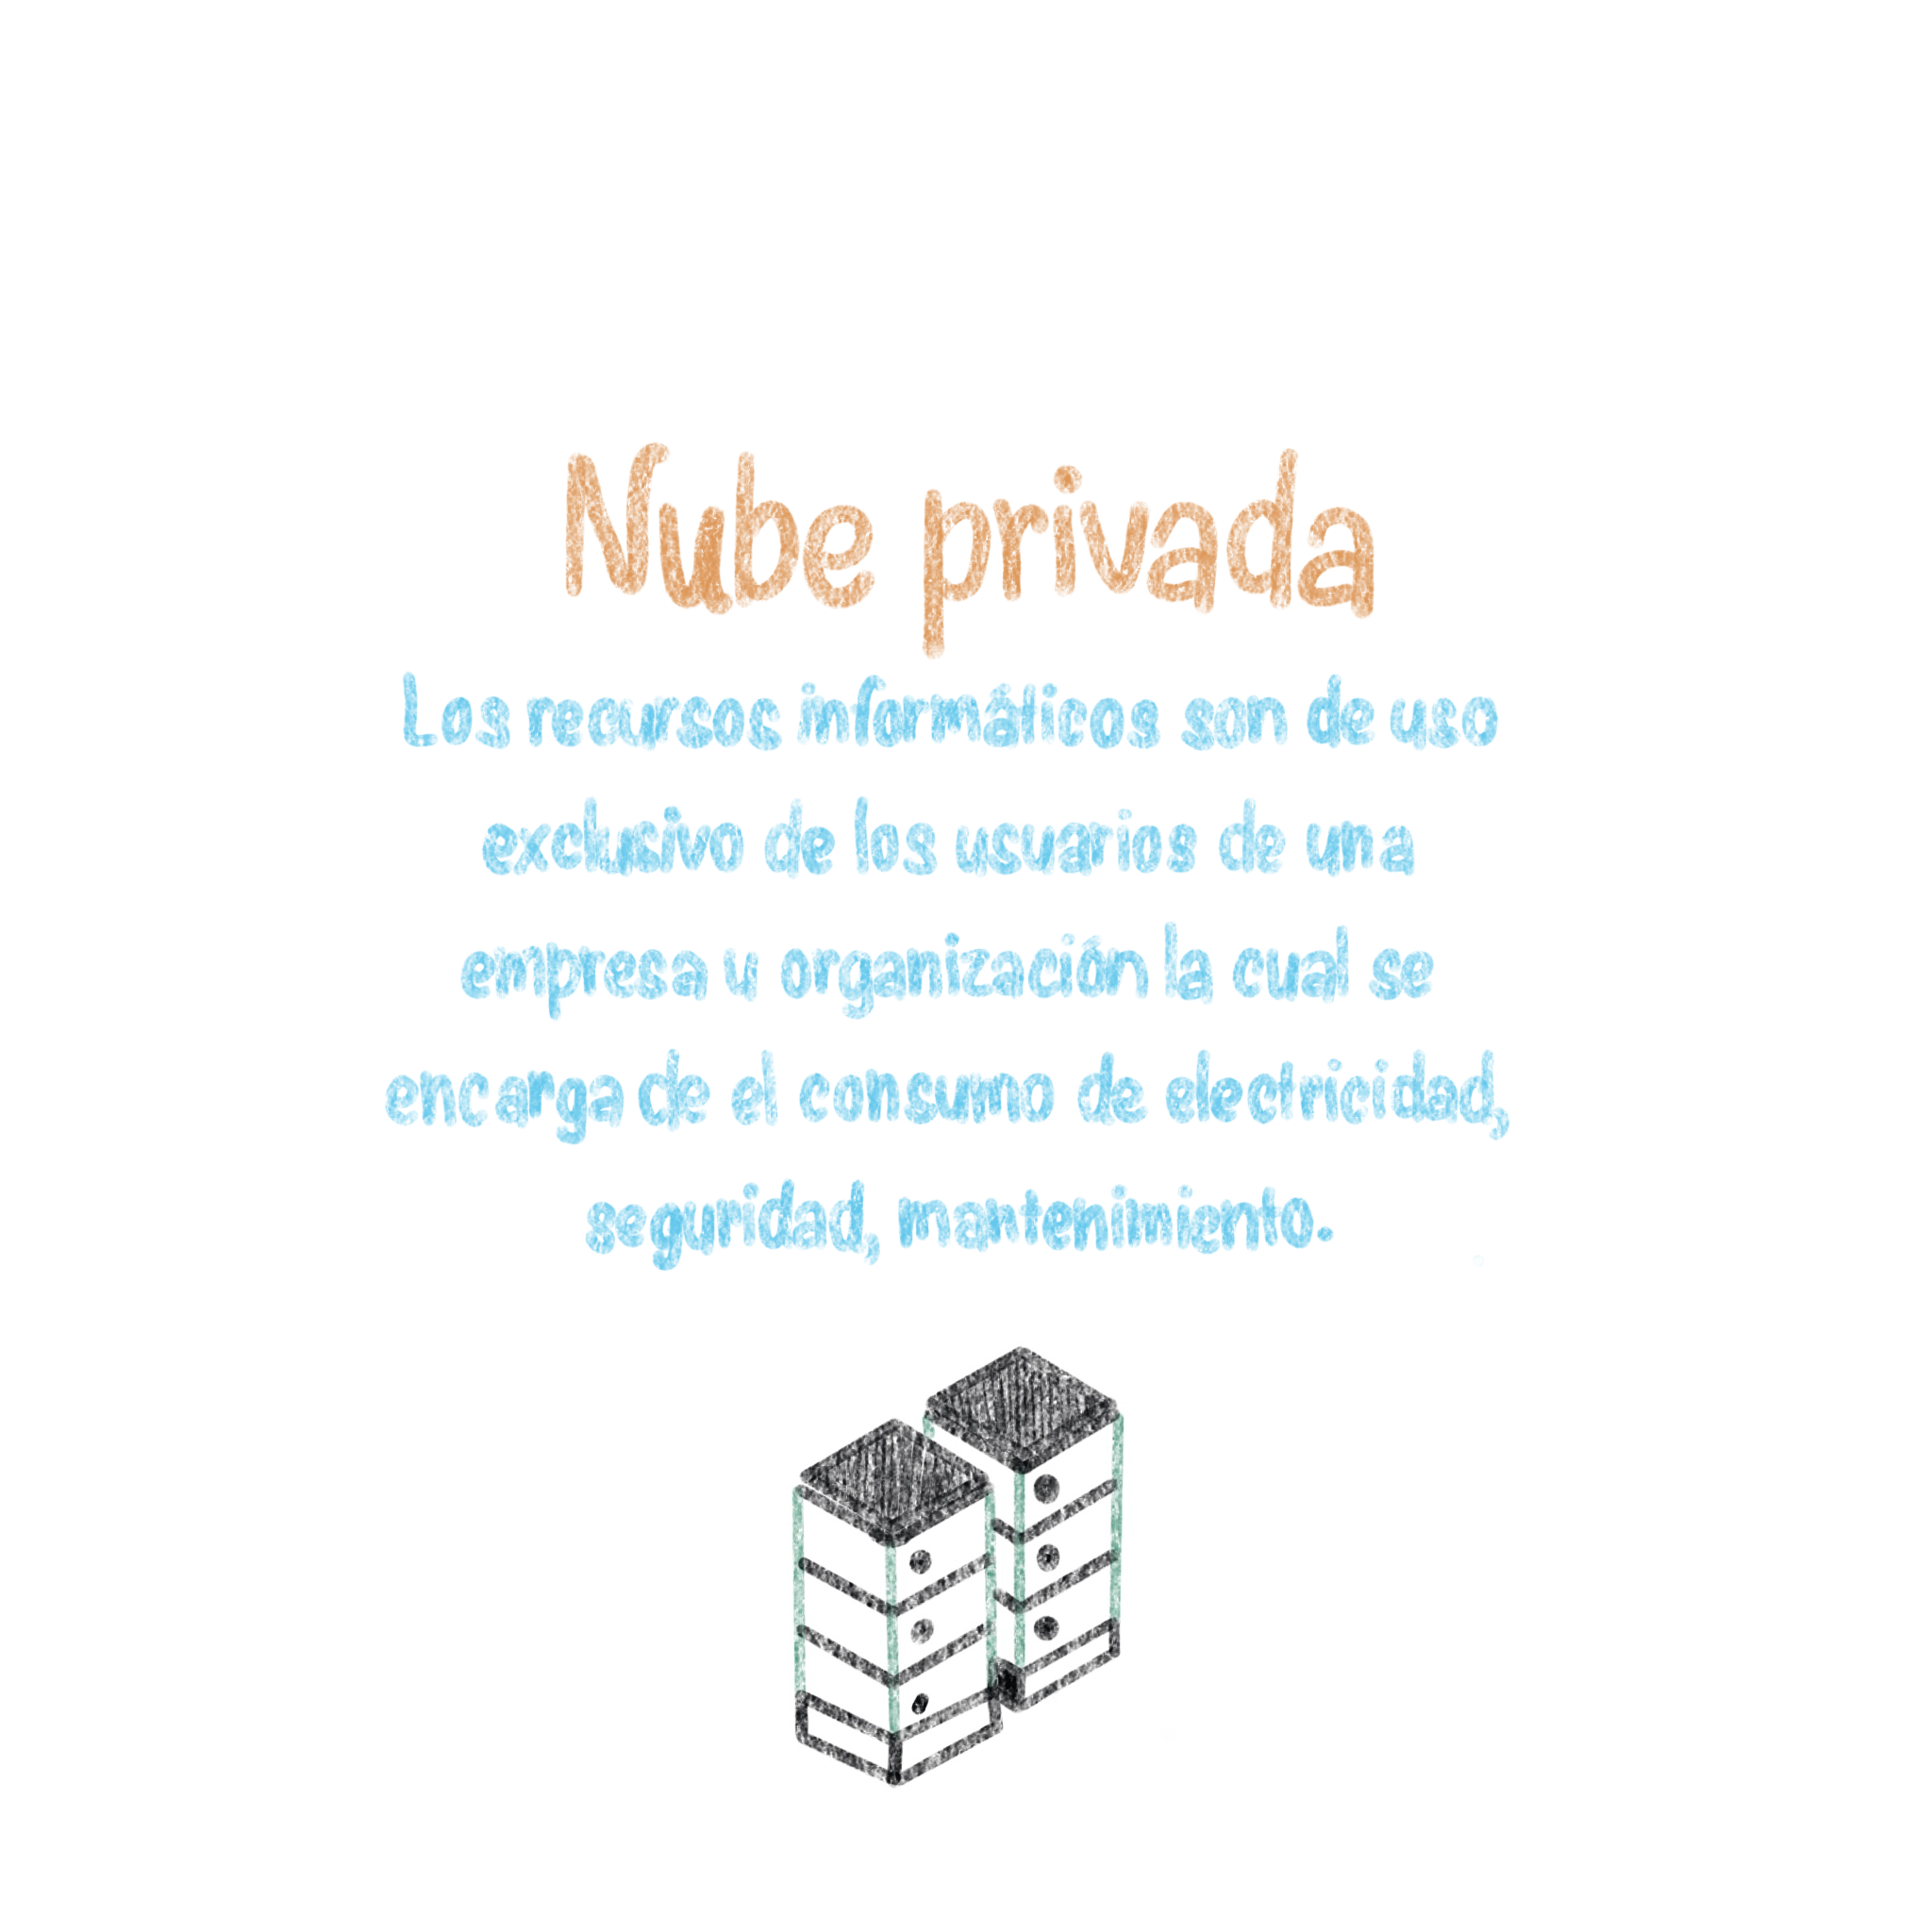 Nube privada
Los recursos informáticos son de uso
exclusivo de los usuarios de una
empresa u organización la cual se
encarga de el consumo de electricidad,
seguridad, mantenimiento.